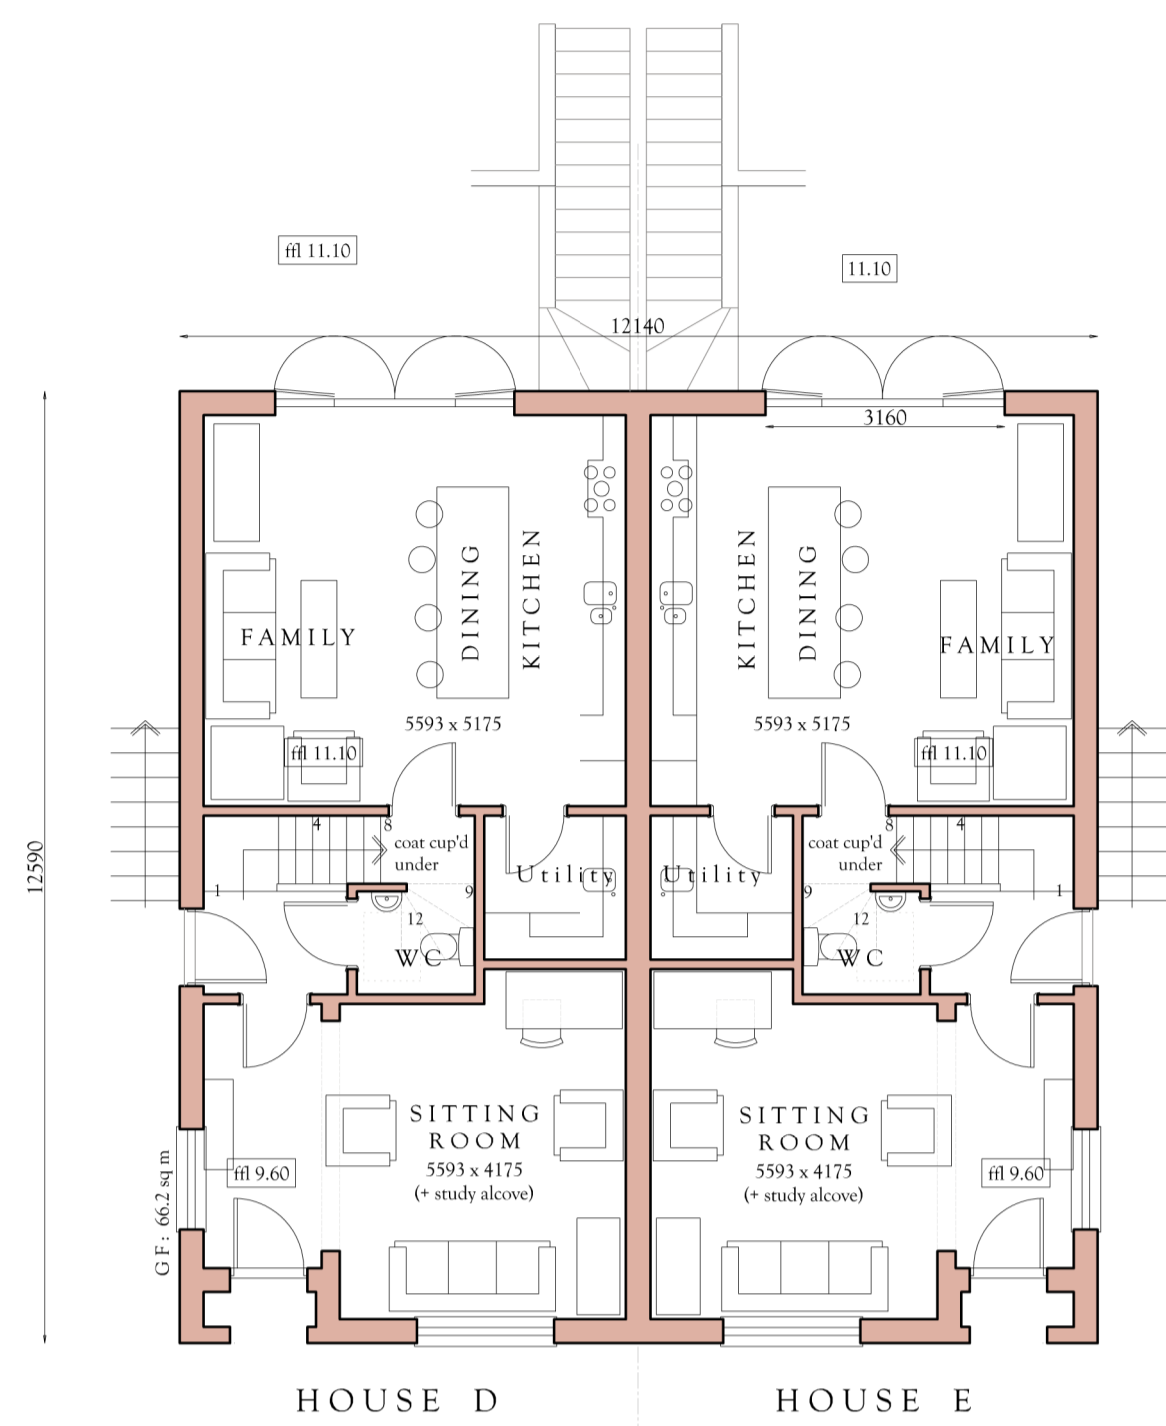 ffl 11.10
11.10
12140
3160
KITCHEN
KITCHEN
DINING
DINING
FAMILY
FAMILY
5593 x 5175
5593 x 5175
ffl 11.10
ffl 11.10
4
8
8
4
coat cup'd
under
coat cup'd
under
12590
Utility
Utility
1
9
9
1
12
12
WC
WC
SITTING
ROOM
5593 x 4175
(+ study alcove)
SITTING
ROOM
5593 x 4175
(+ study alcove)
ffl 9.60
ffl 9.60
GF: 66.2 sq m
HOUSE D
HOUSE E